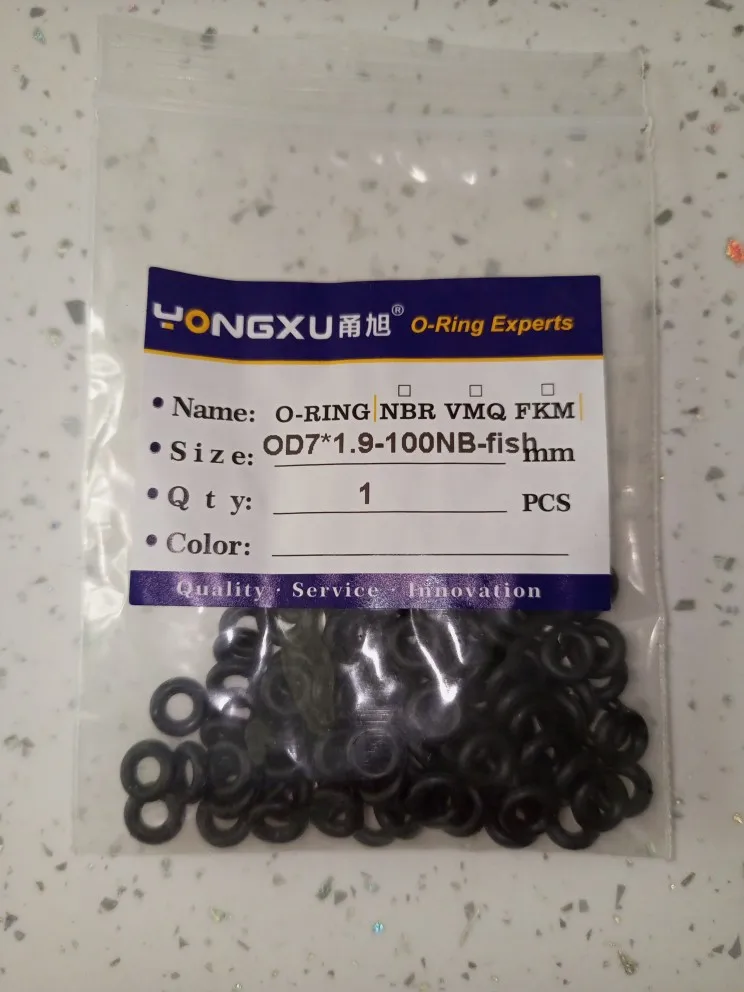 YONGXU甬旭® O-Ring Experts
• Name: O-RING NBR VMQ FKM
• Size: OD7*1.9-100NB-fish mm
• Qty: 1 PCS
• Color:
Quality · Service · Innovation